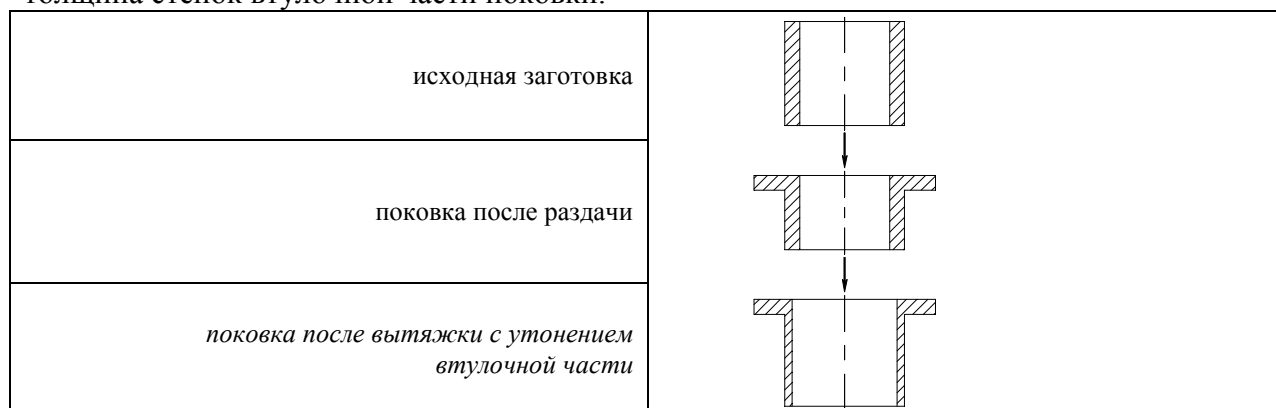 толщина стенок втулочной части поковки.
исходная заготовка
поковка после раздачи
поковка после вытяжки с утонением
втулочной части